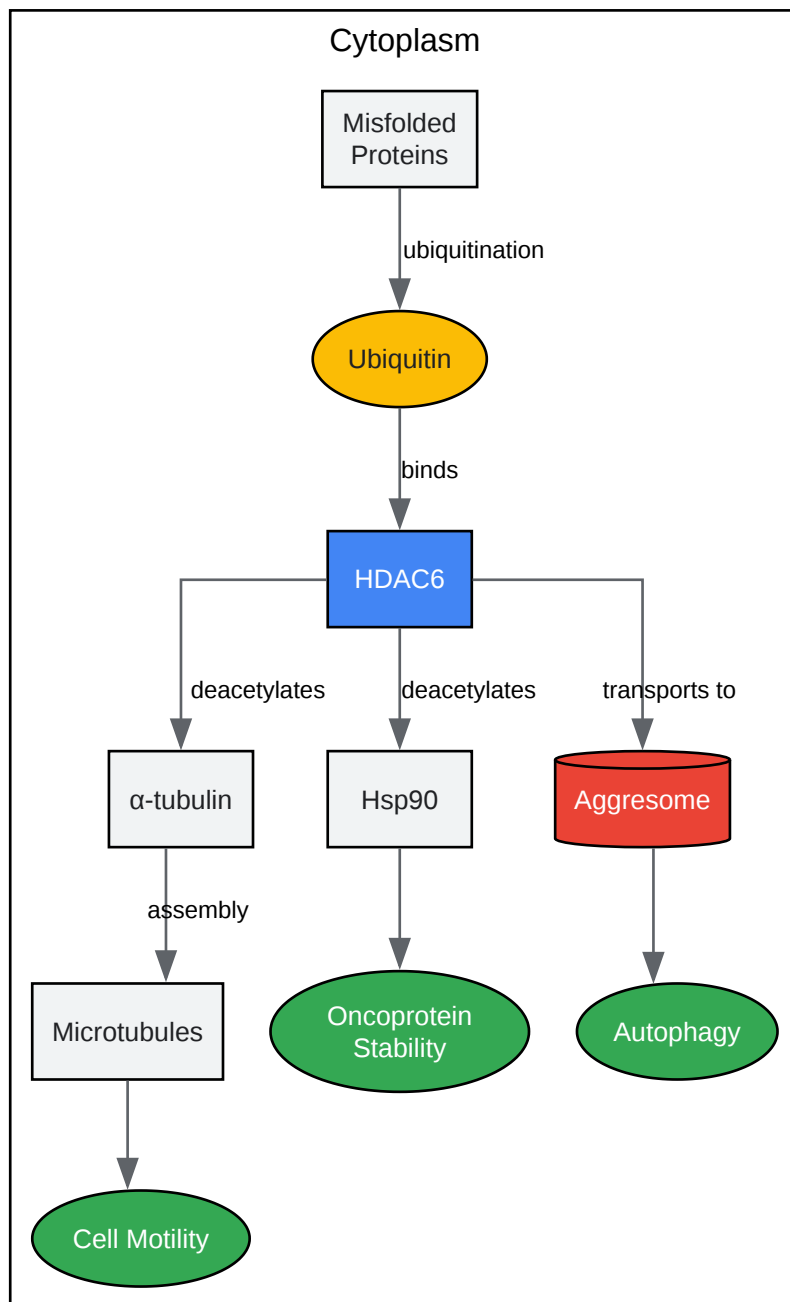 Cytoplasm
Misfolded
Proteins
ubiquitination
Ubiquitin
binds
HDAC6
deacetylates
deacetylates
transports to
α-tubulin
Hsp90
Aggresome
assembly
Microtubules
Oncoprotein
Stability
Autophagy
Cell Motility